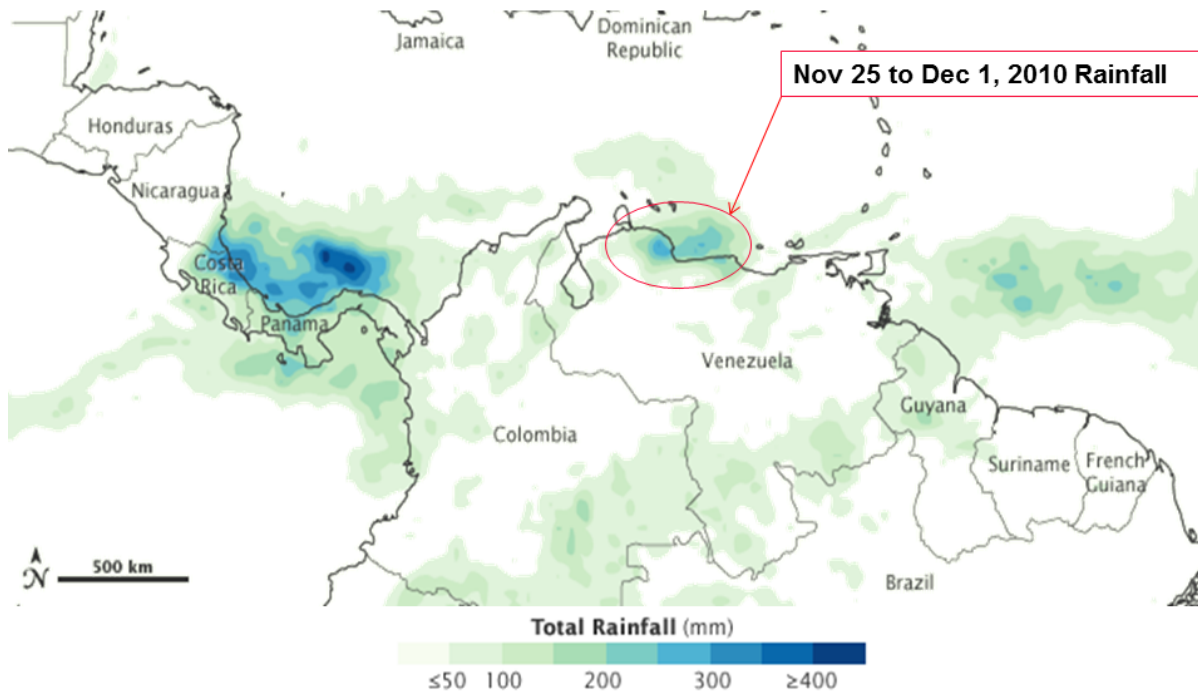 Jamaica
Dominican
Republic
Nov 25 to Dec 1, 2010 Rainfall
Honduras
Nicaragua
Costa
Rica
Panama
Venezuela
Colombia
Guyana
Suriname
French
Guiana
Brazil
N
500 km
Total Rainfall (mm)
≤50 100 200 300 ≥400